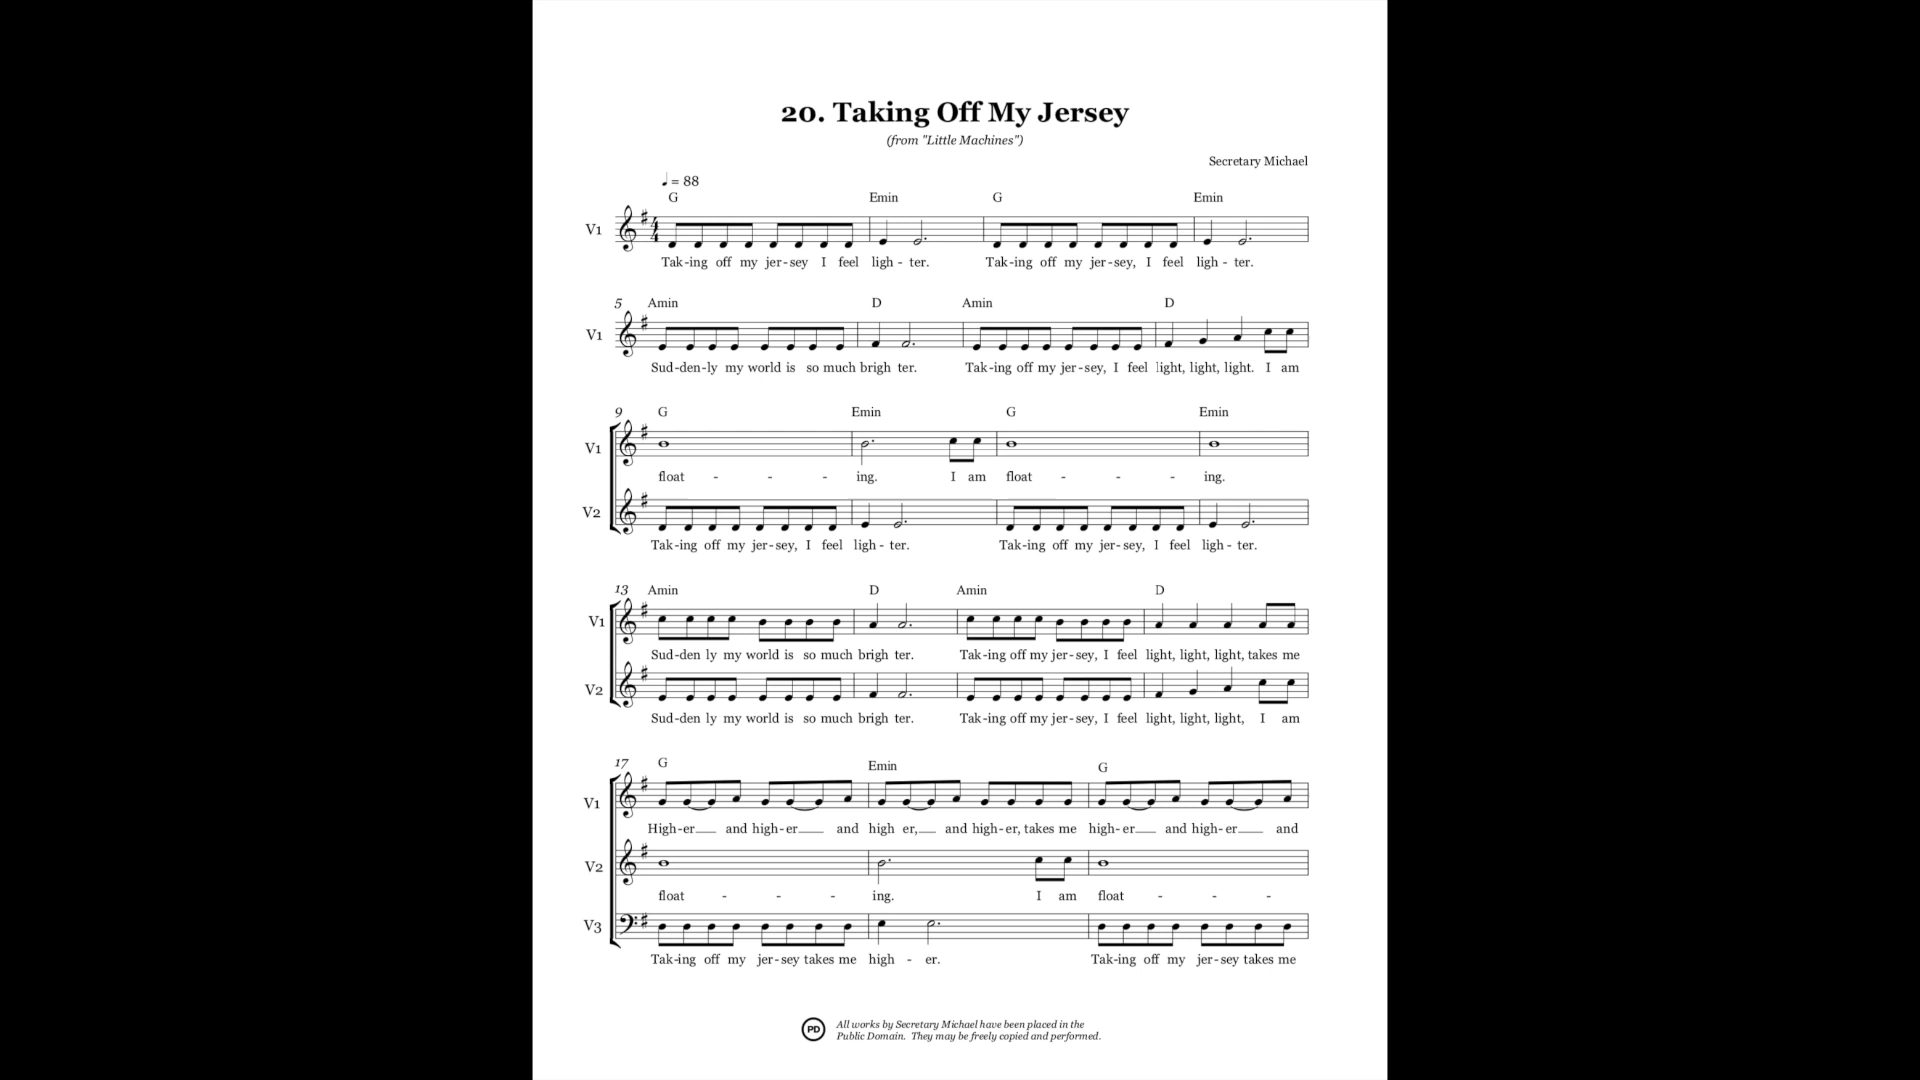 20. Taking Off My Jersey
(from "Little Machines")
Secretary Michael
♩ = 88
G Emin G Emin
V1
Tak-ing off my jer-sey I feel ligh - ter. Tak-ing off my jer-sey, I feel ligh - ter.
5 Amin D Amin D
V1
Sud-den-ly my world is so much brigh ter. Tak-ing off my jer-sey, I feel light, light, light. I am
9 G Emin G Emin
V1
float - - - ing. I am float - - - ing.
V2
Tak-ing off my jer-sey, I feel ligh - ter. Tak-ing off my jer-sey, I feel ligh - ter.
13 Amin D Amin D
V1
Sud-den ly my world is so much brigh ter. Tak-ing off my jer-sey, I feel light, light, light, takes me
V2
Sud-den ly my world is so much brigh ter. Tak-ing off my jer-sey, I feel light, light, light, I am
17 G Emin G
V1
High-er___ and high-er___ and high er,___ and high-er, takes me high-er___ and high-er___ and
V2
float - - - ing. I am float - - -
V3
Tak-ing off my jer-sey takes me high - er. Tak-ing off my jer-sey takes me
PD All works by Secretary Michael have been placed in the
Public Domain. They may be freely copied and performed.